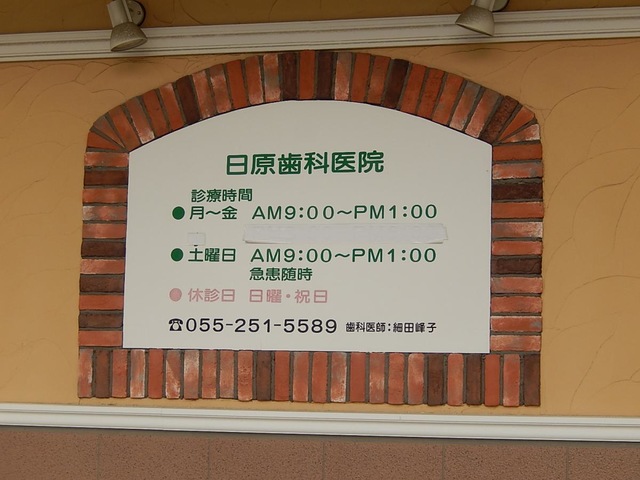 日原歯科医院
診療時間
●月〜金 AM9:00〜PM1:00
●土曜日 AM9:00〜PM1:00
急患随時
●休診日 日曜・祝日
☎055-251-5589 歯科医師:細田峰子